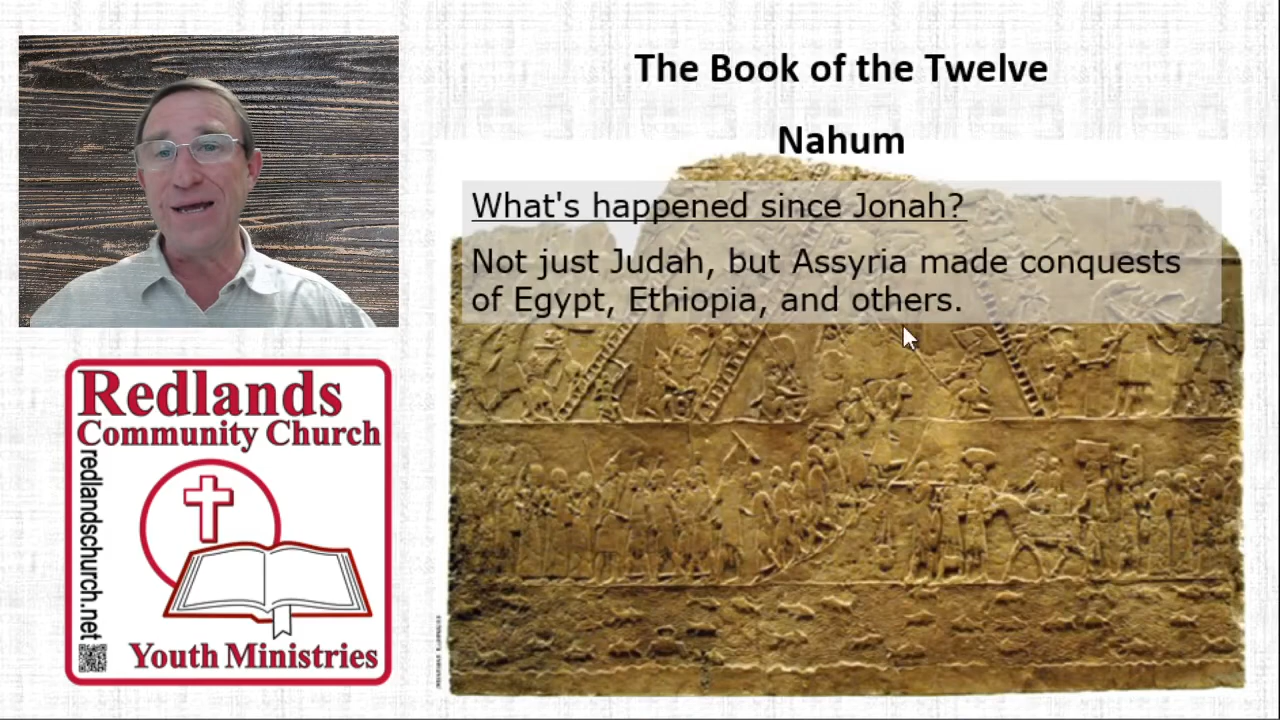 The Book of the Twelve
Nahum
What's happened since Jonah?
Not just Judah, but Assyria made conquests
of Egypt, Ethiopia, and others.
Redlands
Community Church
redlandschurch.net
Youth Ministries